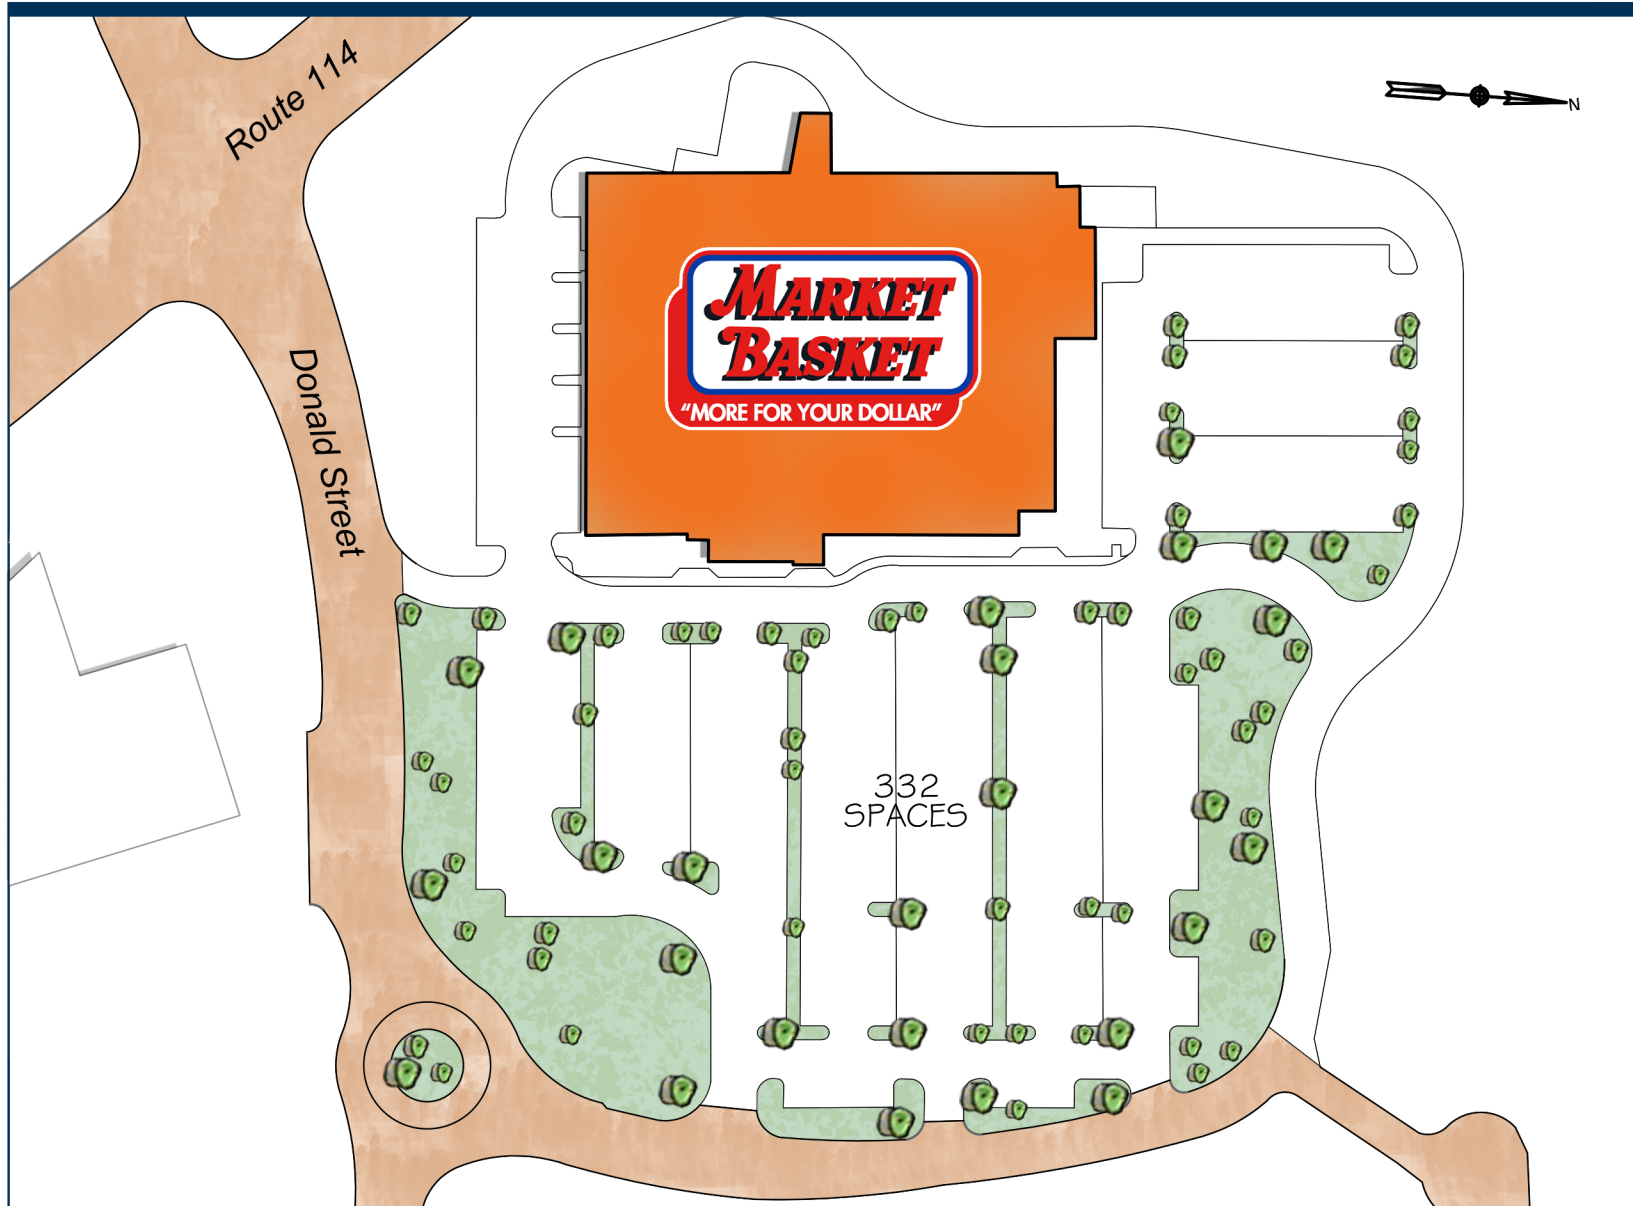 Route 114
N
MARKET
BASKET
"MORE FOR YOUR DOLLAR"
Donald Street
332
SPACES